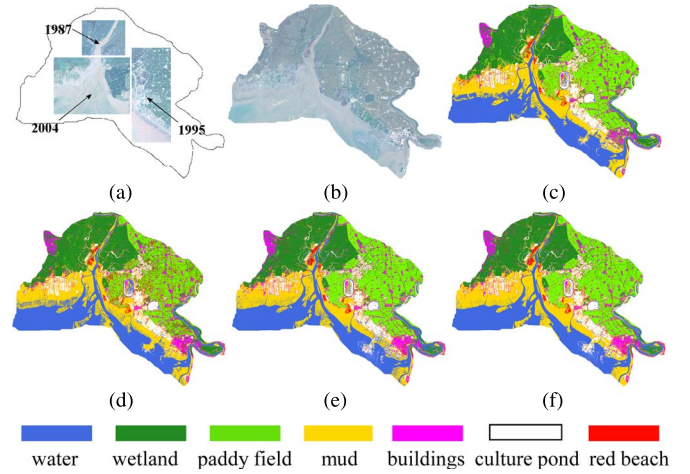 1987
2004
1995
(a)
(b)
(c)
(d)
(e)
(f)
water
wetland
paddy field
mud
buildings
culture pond
red beach